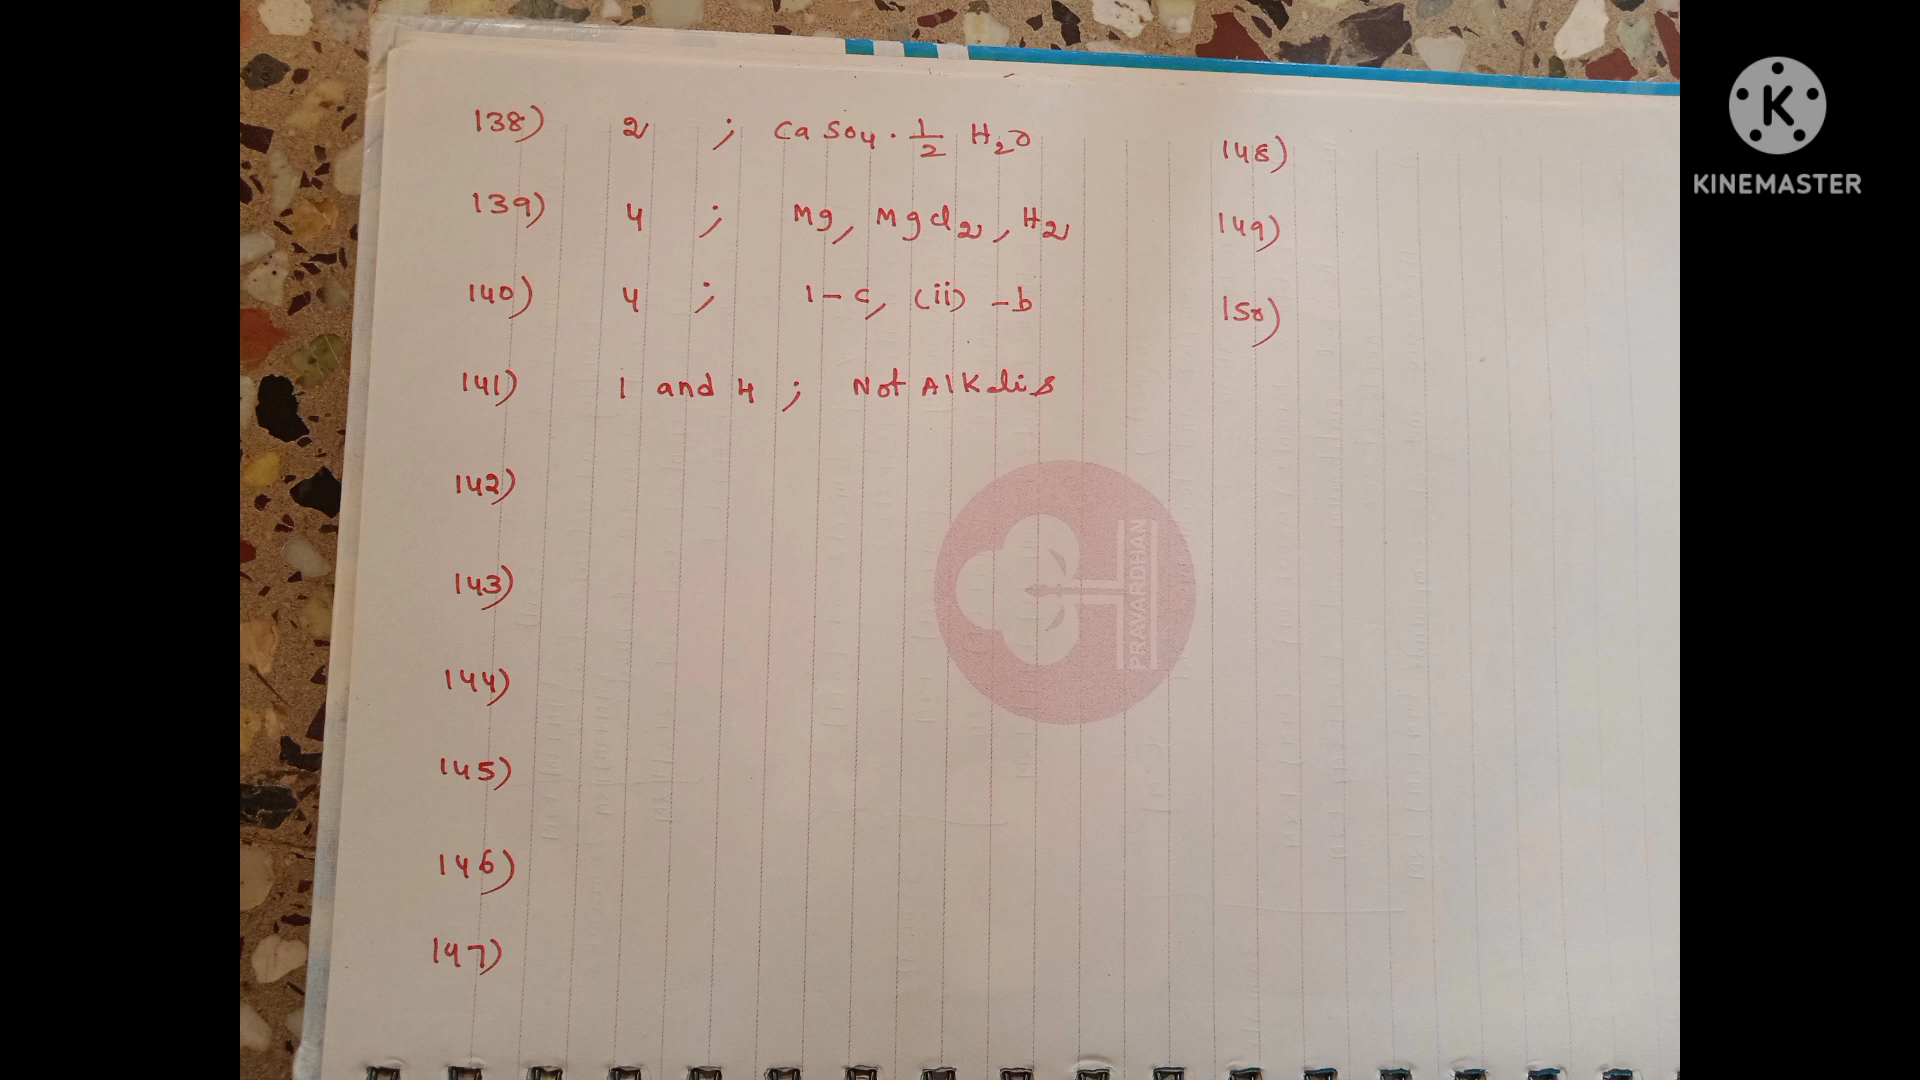 138) 2 ; CaSO4 · 1/2 H2O
139) 4 ; Mg, MgCl2, H2
140) 4 ; 1-c, (ii) -b
141) 1 and 4 ; Not Alkalis
142)
143)
144)
145)
146)
147)
148)
149)
150)
PRAVARDHAN
K
KINEMASTER